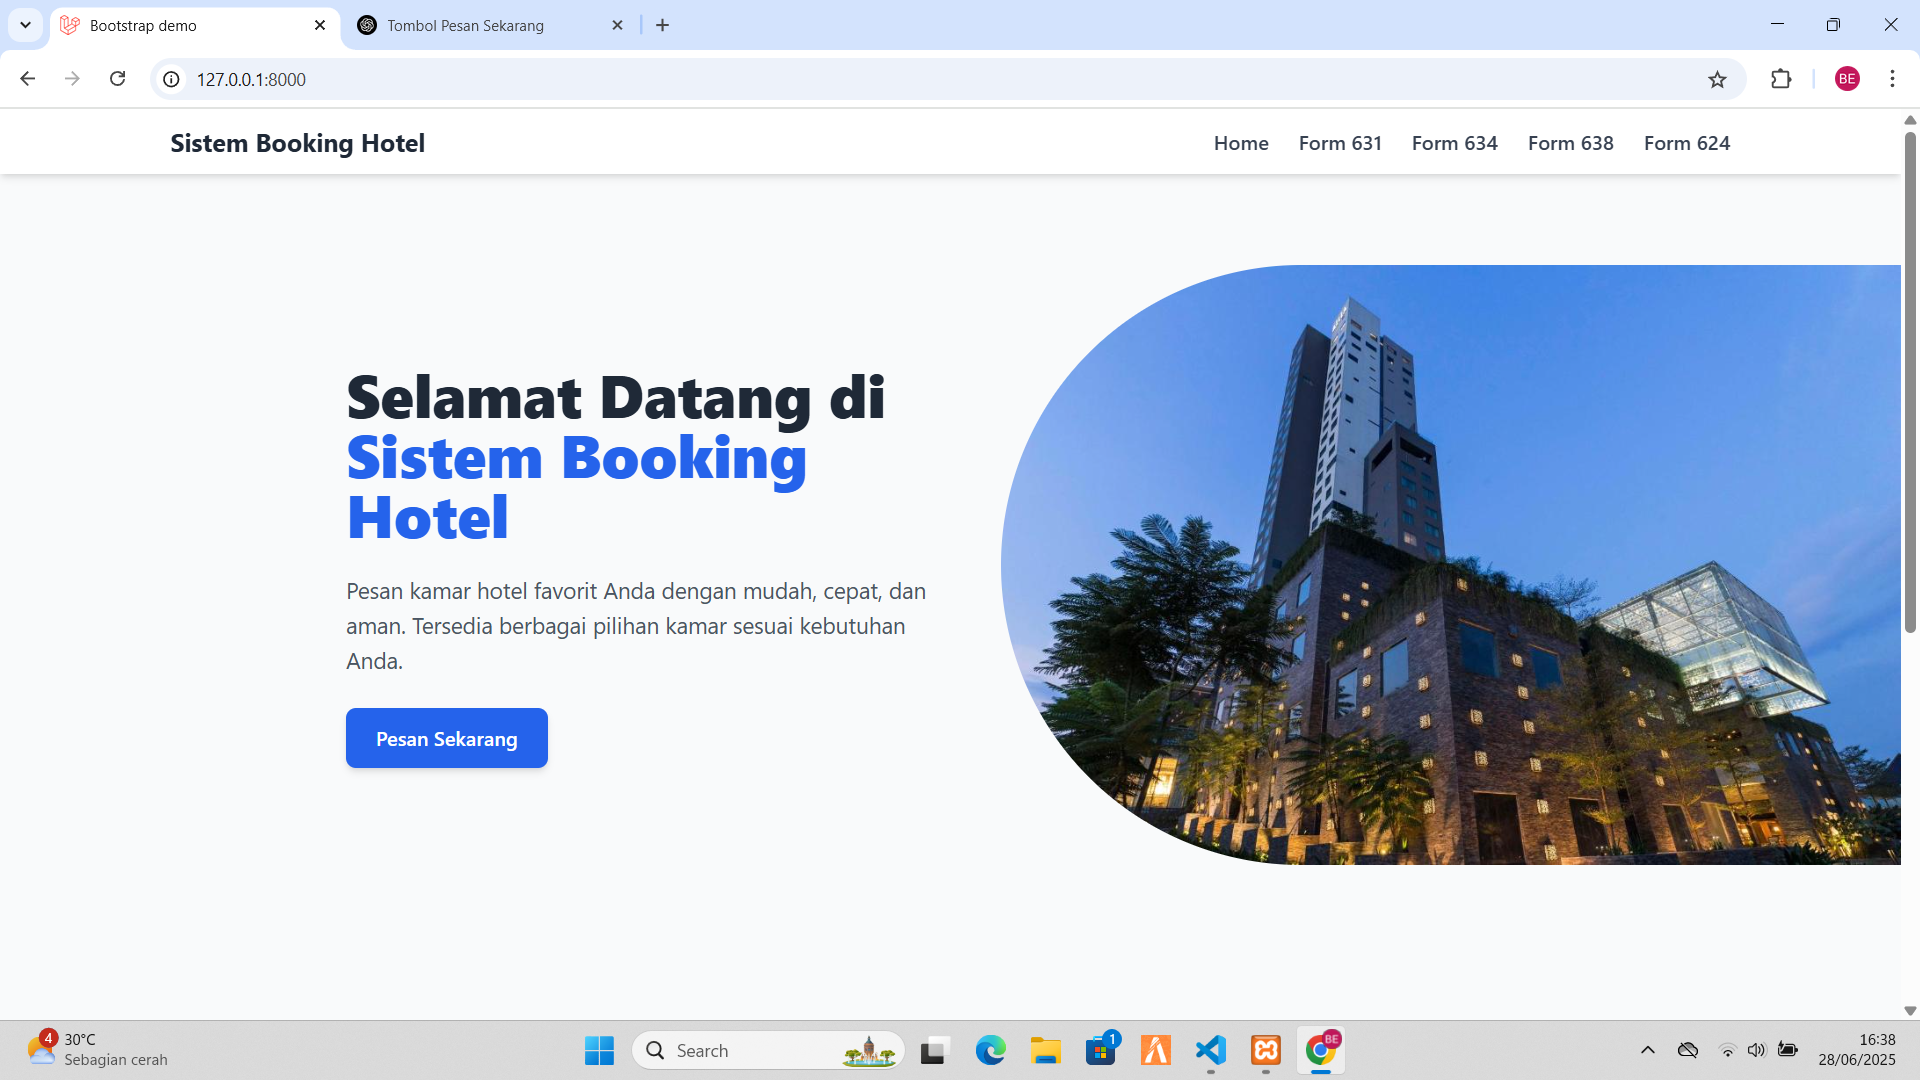 Bootstrap demo
Tombol Pesan Sekarang
127.0.0.1:8000
BE
Sistem Booking Hotel
Home
Form 631
Form 634
Form 638
Form 624
Selamat Datang di
Sistem Booking
Hotel
Pesan kamar hotel favorit Anda dengan mudah, cepat, dan
aman. Tersedia berbagai pilihan kamar sesuai kebutuhan
Anda.
Pesan Sekarang
4
30°C
Sebagian cerah
Search
1
BE
16:38
28/06/2025